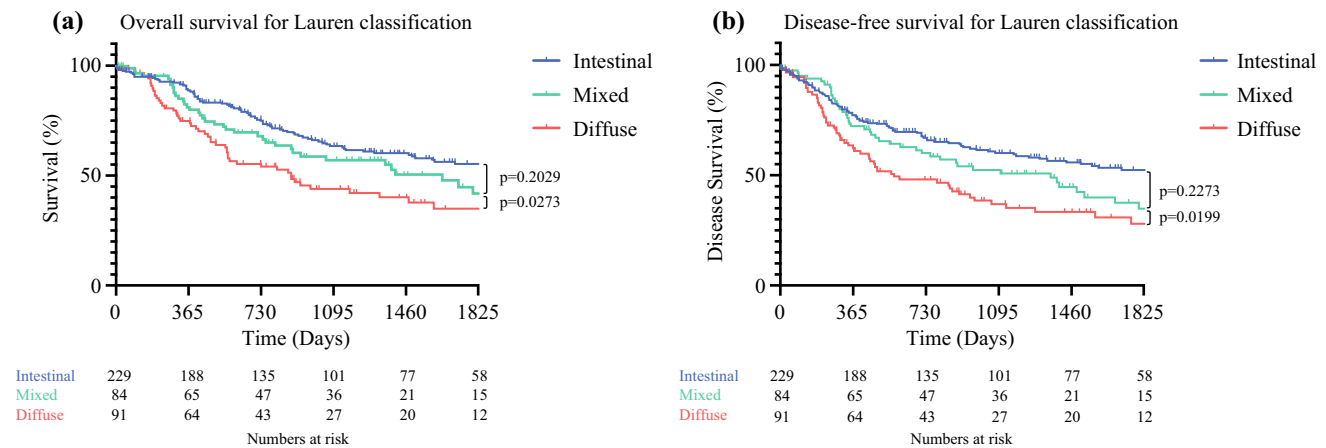 (a) Overall survival for Lauren classification
Survival (%)
100
50
0
Intestinal
Mixed
Diffuse
p=0.2029
p=0.0273
0 365 730 1095 1460 1825
Time (Days)
Intestinal 229 188 135 101 77 58
Mixed 84 65 47 36 21 15
Diffuse 91 64 43 27 20 12
Numbers at risk
(b) Disease-free survival for Lauren classification
Disease Survival (%)
100
50
0
Intestinal
Mixed
Diffuse
p=0.2273
p=0.0199
0 365 730 1095 1460 1825
Time (Days)
Intestinal 229 188 135 101 77 58
Mixed 84 65 47 36 21 15
Diffuse 91 64 43 27 20 12
Numbers at risk